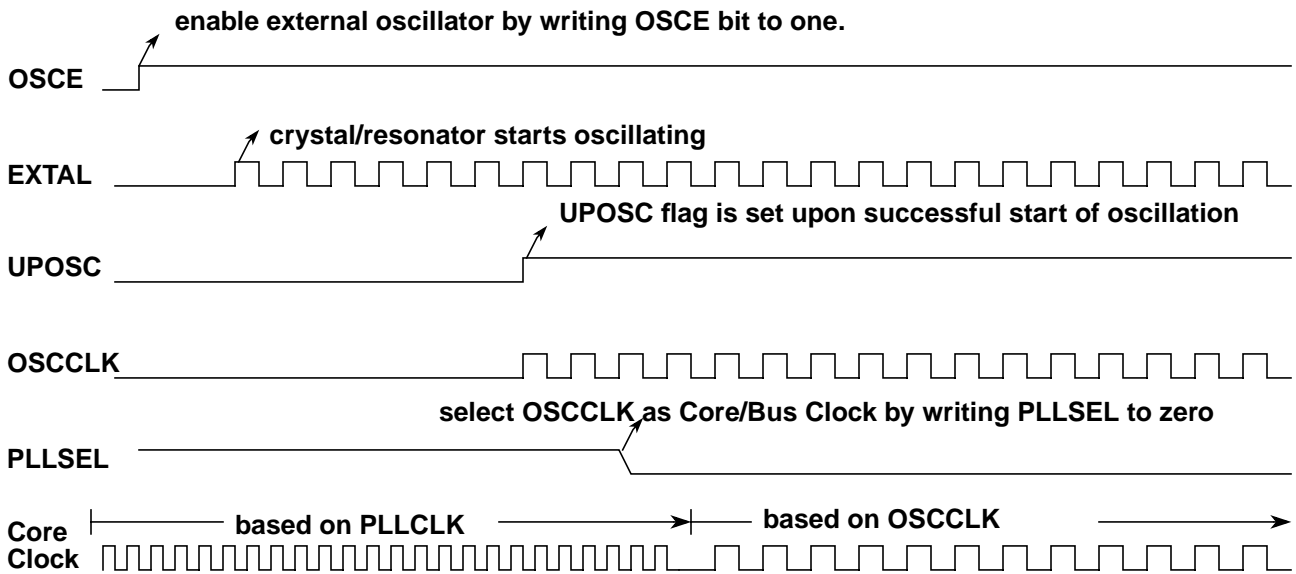 enable external oscillator by writing OSCE bit to one.
OSCE
crystal/resonator starts oscillating
EXTAL
UPOSC flag is set upon successful start of oscillation
UPOSC
OSCCLK
select OSCCLK as Core/Bus Clock by writing PLLSEL to zero
PLLSEL
based on PLLCLK
based on OSCCLK
Core
Clock